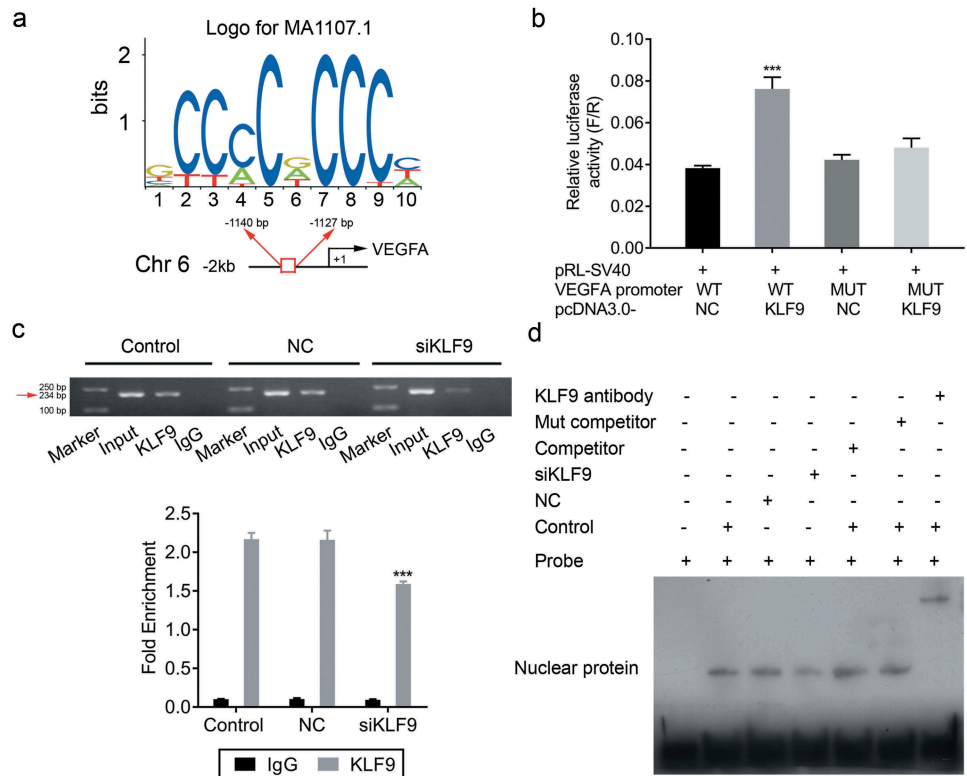 a
Logo for MA1107.1
bits
2
1
1 2 3 4 5 6 7 8 9 10
-1140 bp -1127 bp
Chr 6 -2kb +1 VEGFA
b
Relative luciferase
activity (F/R)
0.10
0.08
0.06
0.04
0.02
0.00
***
pRL-SV40 + + + +
VEGFA promoter WT WT MUT MUT
pcDNA3.0- NC KLF9 NC KLF9
c
Control NC siKLF9
250 bp
234 bp
100 bp
Marker Input KLF9 IgG Marker Input KLF9 IgG Marker Input KLF9 IgG
Fold Enrichment
2.5
2.0
1.5
1.0
0.5
0.0
***
Control NC siKLF9
IgG KLF9
d
KLF9 antibody - - - - - - +
Mut competitor - - - - - + -
Competitor - - - - + - -
siKLF9 - - - + - - -
NC - - + - - - -
Control - + - - + + +
Probe + + + + + + +
Nuclear protein